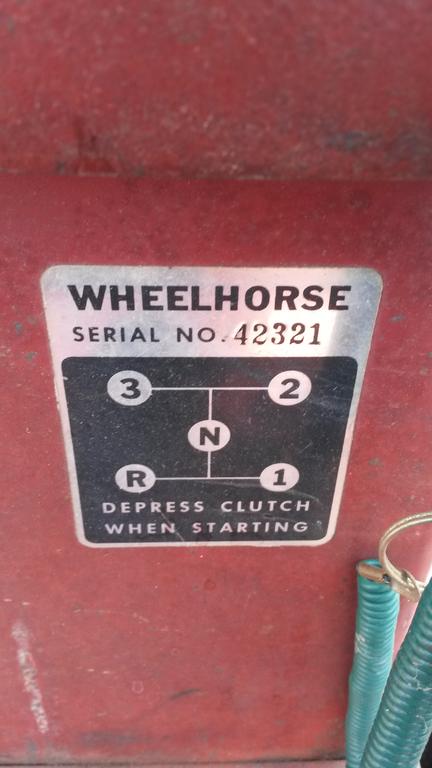 WHEELHORSE
SERIAL NO. 42321
3 2
N
R 1
DEPRESS CLUTCH
WHEN STARTING